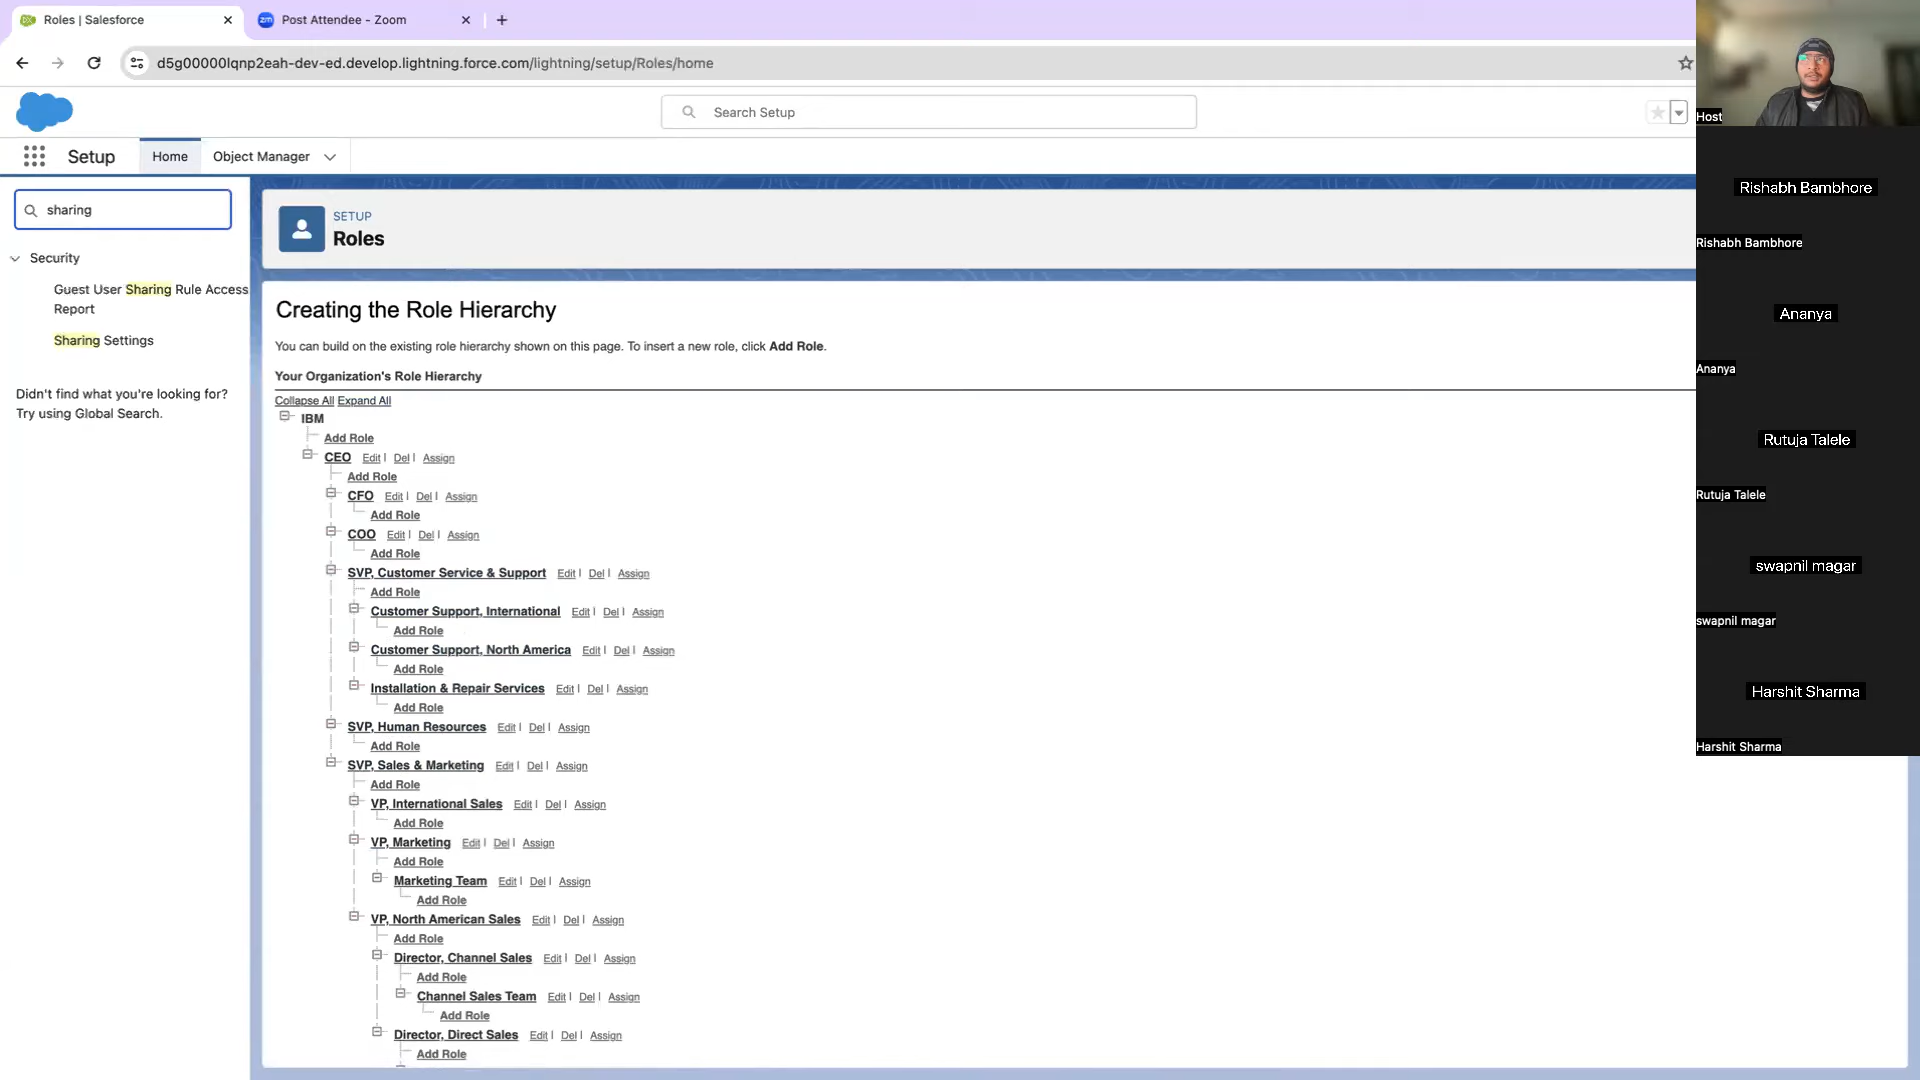 Roles | Salesforce
zm Post Attendee - Zoom
d5g00000lqnp2eah-dev-ed.develop.lightning.force.com/lightning/setup/Roles/home
Search Setup
Setup
Home
Object Manager
sharing
Security
Guest User Sharing Rule Access
Report
Sharing Settings
Didn't find what you're looking for?
Try using Global Search.
SETUP
Roles
Creating the Role Hierarchy
You can build on the existing role hierarchy shown on this page. To insert a new role, click Add Role.
Your Organization's Role Hierarchy
Collapse All Expand All
IBM
Add Role
CEO Edit | Del | Assign
Add Role
CFO Edit | Del | Assign
Add Role
COO Edit | Del | Assign
Add Role
SVP, Customer Service & Support Edit | Del | Assign
Add Role
Customer Support, International Edit | Del | Assign
Add Role
Customer Support, North America Edit | Del | Assign
Add Role
Installation & Repair Services Edit | Del | Assign
Add Role
SVP, Human Resources Edit | Del | Assign
Add Role
SVP, Sales & Marketing Edit | Del | Assign
Add Role
VP, International Sales Edit | Del | Assign
Add Role
VP, Marketing Edit | Del | Assign
Add Role
Marketing Team Edit | Del | Assign
Add Role
VP, North American Sales Edit | Del | Assign
Add Role
Director, Channel Sales Edit | Del | Assign
Add Role
Channel Sales Team Edit | Del | Assign
Add Role
Director, Direct Sales Edit | Del | Assign
Add Role
Host
Rishabh Bambhore
Rishabh Bambhore
Ananya
Ananya
Rutuja Talele
Rutuja Talele
swapnil magar
swapnil magar
Harshit Sharma
Harshit Sharma